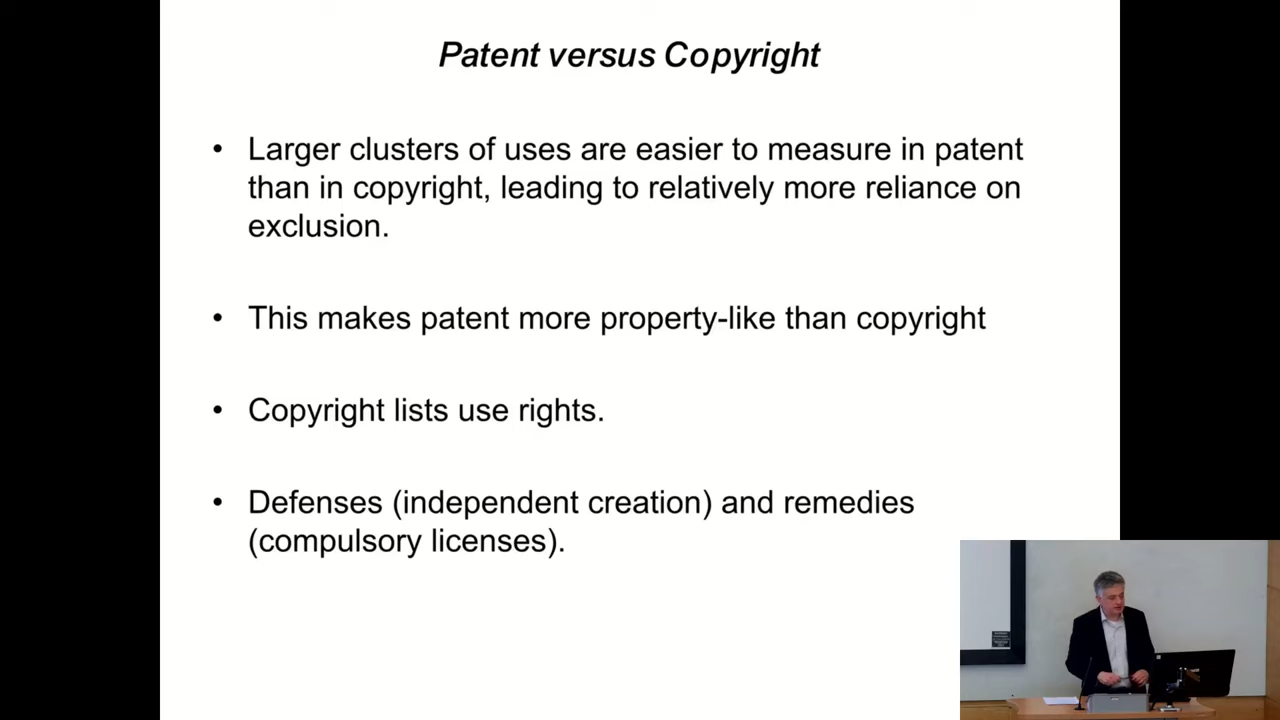 Patent versus Copyright
• Larger clusters of uses are easier to measure in patent
than in copyright, leading to relatively more reliance on
exclusion.
• This makes patent more property-like than copyright
• Copyright lists use rights.
• Defenses (independent creation) and remedies
(compulsory licenses).